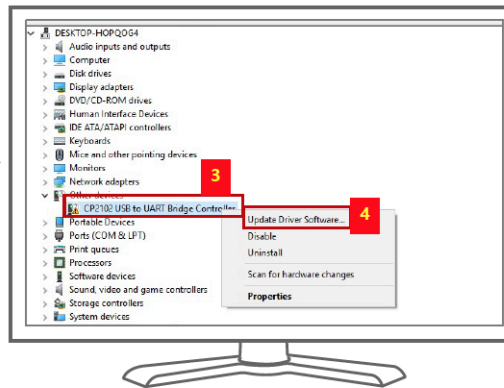 DESKTOP-HOPQOG4
Audio inputs and outputs
Computer
Disk drives
Display adapters
DVD/CD-ROM drives
Human Interface Devices
IDE ATA/ATAPI controllers
Keyboards
Mice and other pointing devices
Monitors
3
Network adapters
Other devices
CP2102 USB to UART Bridge Controller
Update Driver Software...
4
Portable Devices
Disable
Ports (COM & LPT)
Print queues
Uninstall
Processors
Software devices
Scan for hardware changes
Sound, video and game controllers
Storage controllers
Properties
System devices